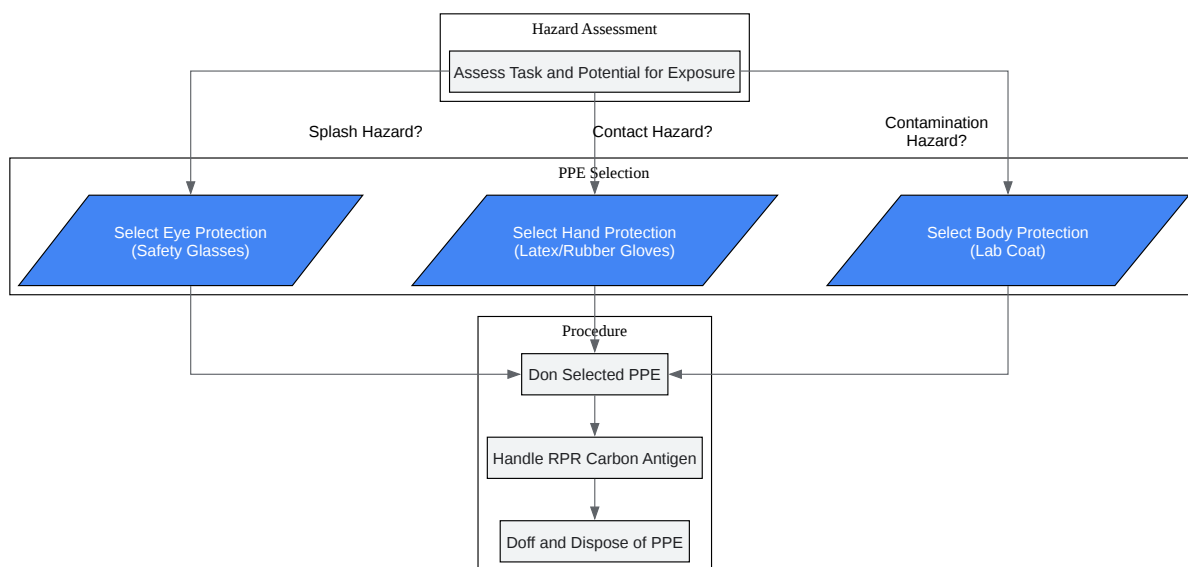 Hazard Assessment
Assess Task and Potential for Exposure
Splash Hazard?
Contact Hazard?
Contamination
Hazard?
PPE Selection
Select Eye Protection
(Safety Glasses)
Select Hand Protection
(Latex/Rubber Gloves)
Select Body Protection
(Lab Coat)
Procedure
Don Selected PPE
Handle RPR Carbon Antigen
Doff and Dispose of PPE